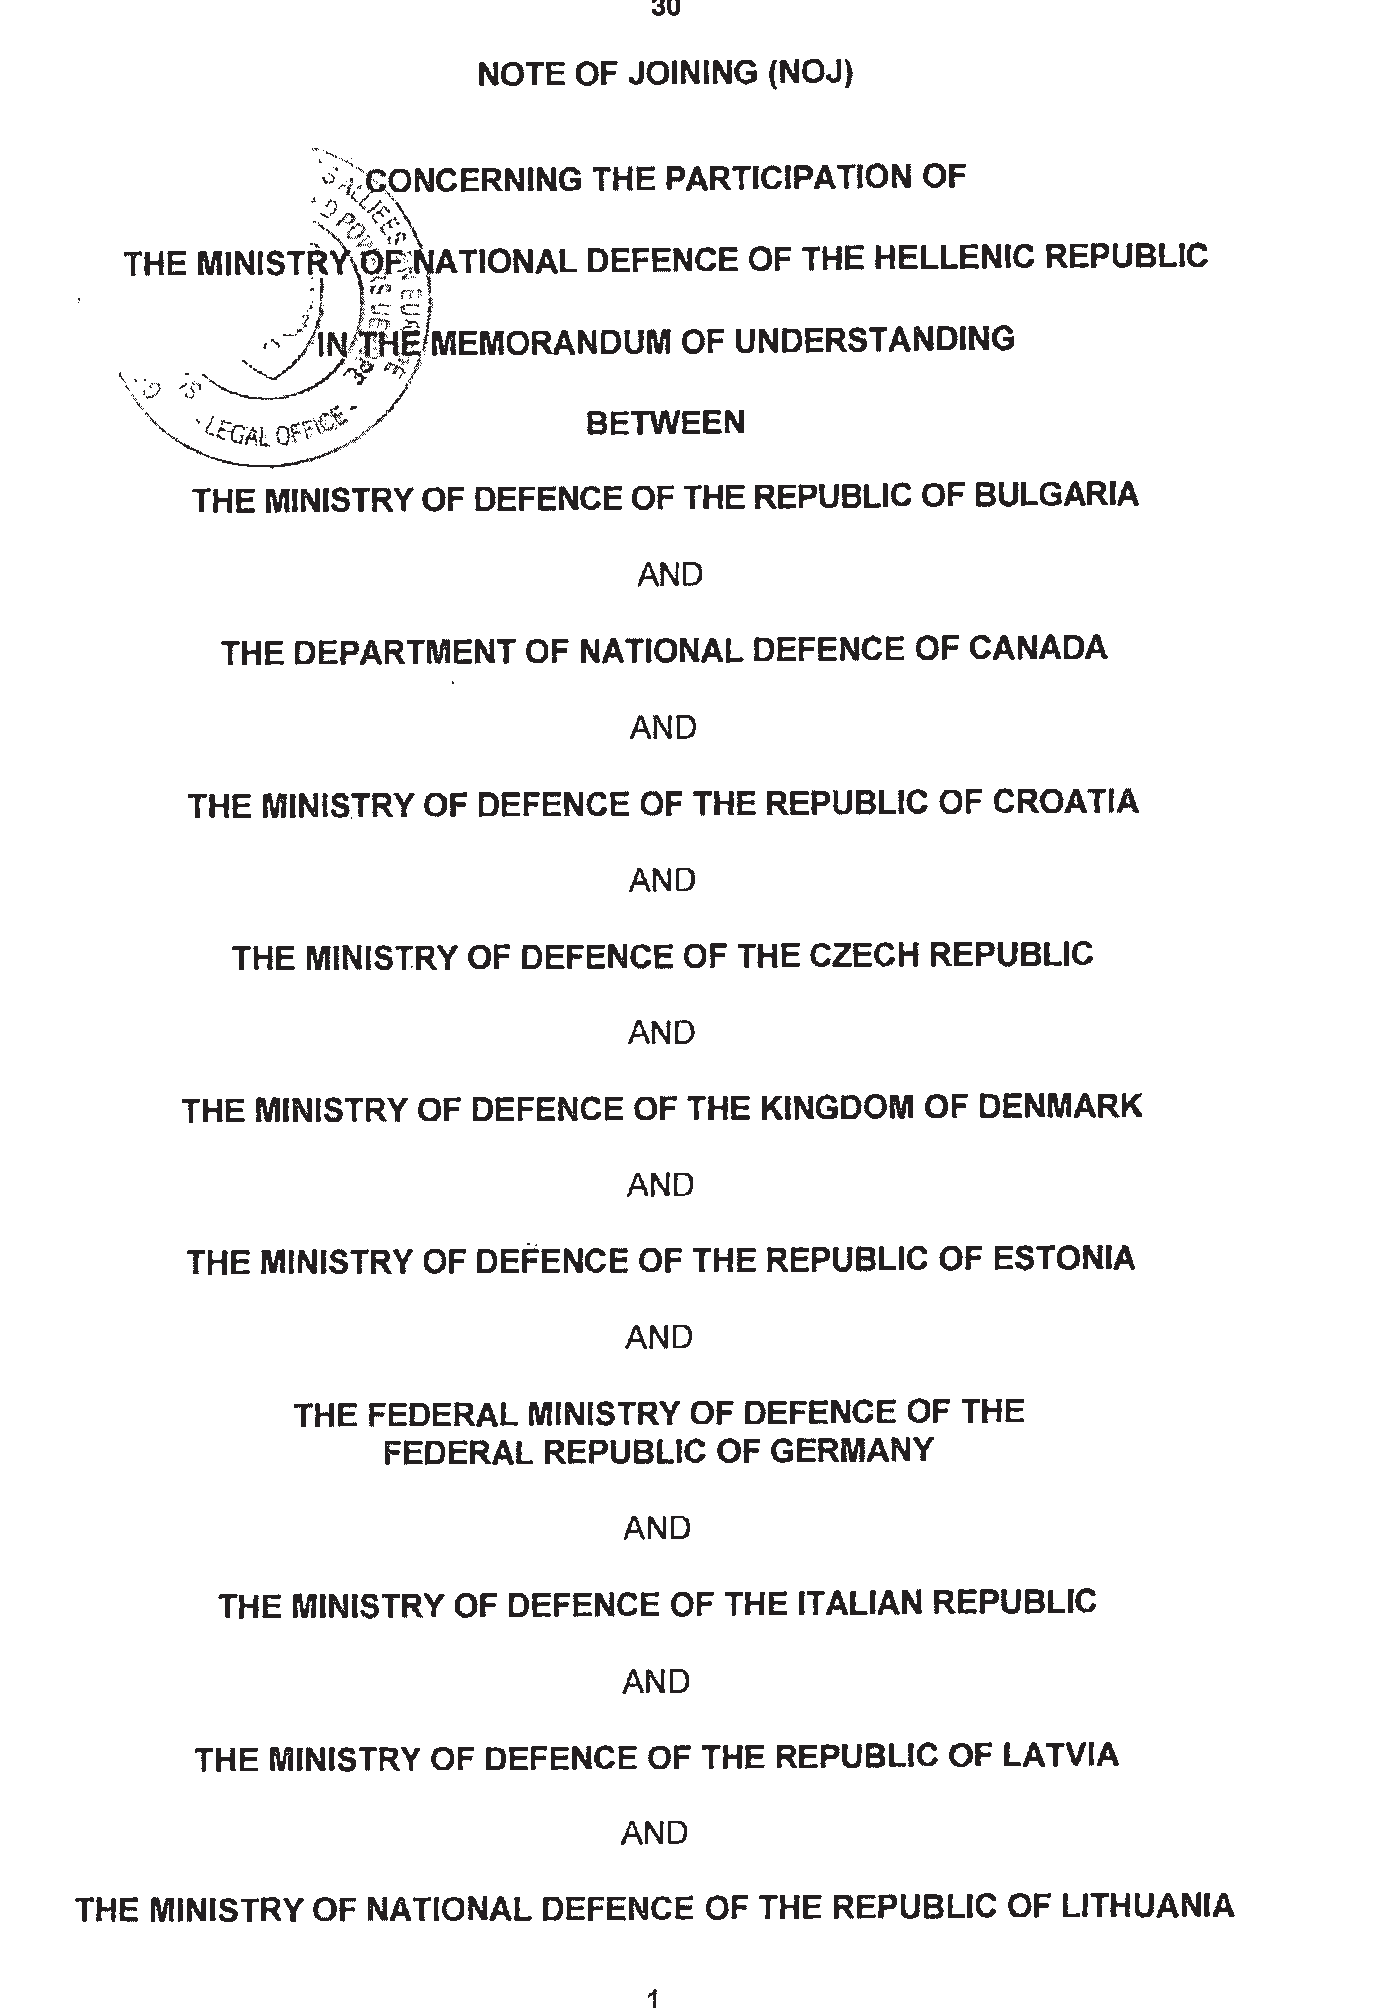 30
NOTE OF JOINING (NOJ)
CONCERNING THE PARTICIPATION OF
THE MINISTRY OF NATIONAL DEFENCE OF THE HELLENIC REPUBLIC
IN THE MEMORANDUM OF UNDERSTANDING
- LEGAL OFFICE -
BETWEEN
THE MINISTRY OF DEFENCE OF THE REPUBLIC OF BULGARIA
AND
THE DEPARTMENT OF NATIONAL DEFENCE OF CANADA
AND
THE MINISTRY OF DEFENCE OF THE REPUBLIC OF CROATIA
AND
THE MINISTRY OF DEFENCE OF THE CZECH REPUBLIC
AND
THE MINISTRY OF DEFENCE OF THE KINGDOM OF DENMARK
AND
THE MINISTRY OF DEFENCE OF THE REPUBLIC OF ESTONIA
AND
THE FEDERAL MINISTRY OF DEFENCE OF THE
FEDERAL REPUBLIC OF GERMANY
AND
THE MINISTRY OF DEFENCE OF THE ITALIAN REPUBLIC
AND
THE MINISTRY OF DEFENCE OF THE REPUBLIC OF LATVIA
AND
THE MINISTRY OF NATIONAL DEFENCE OF THE REPUBLIC OF LITHUANIA
1